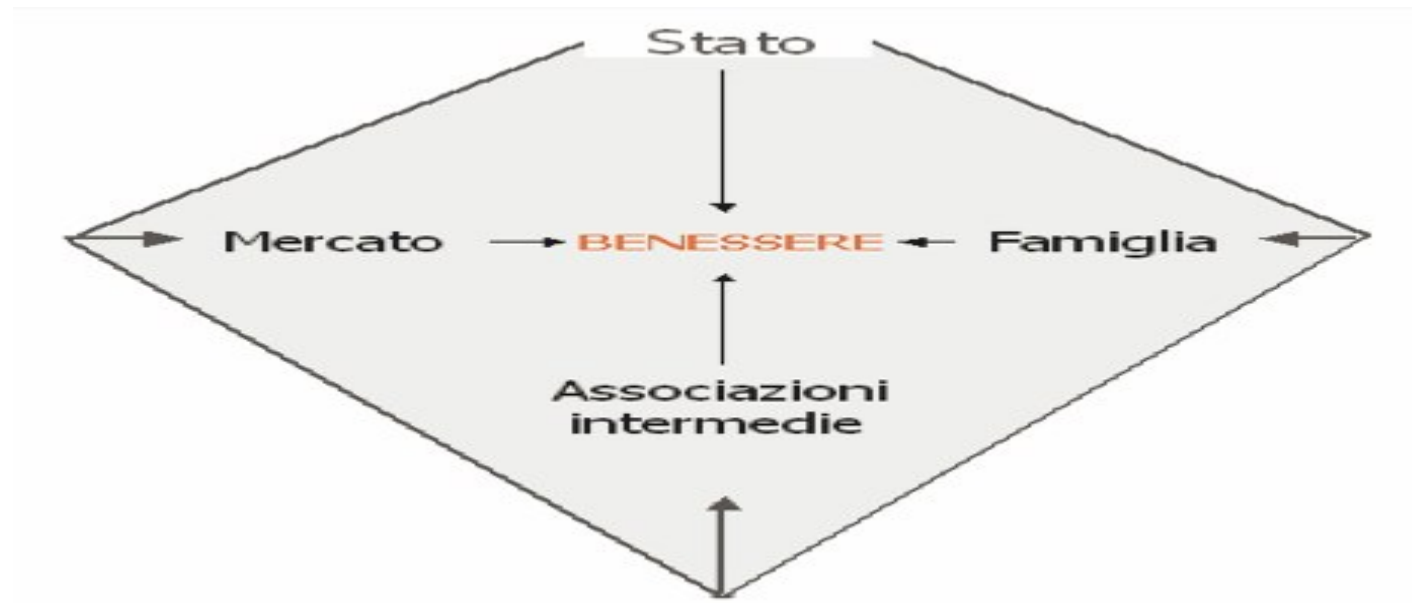 Stato
Mercato BENESSERE Famiglia
Associazioni
intermedie